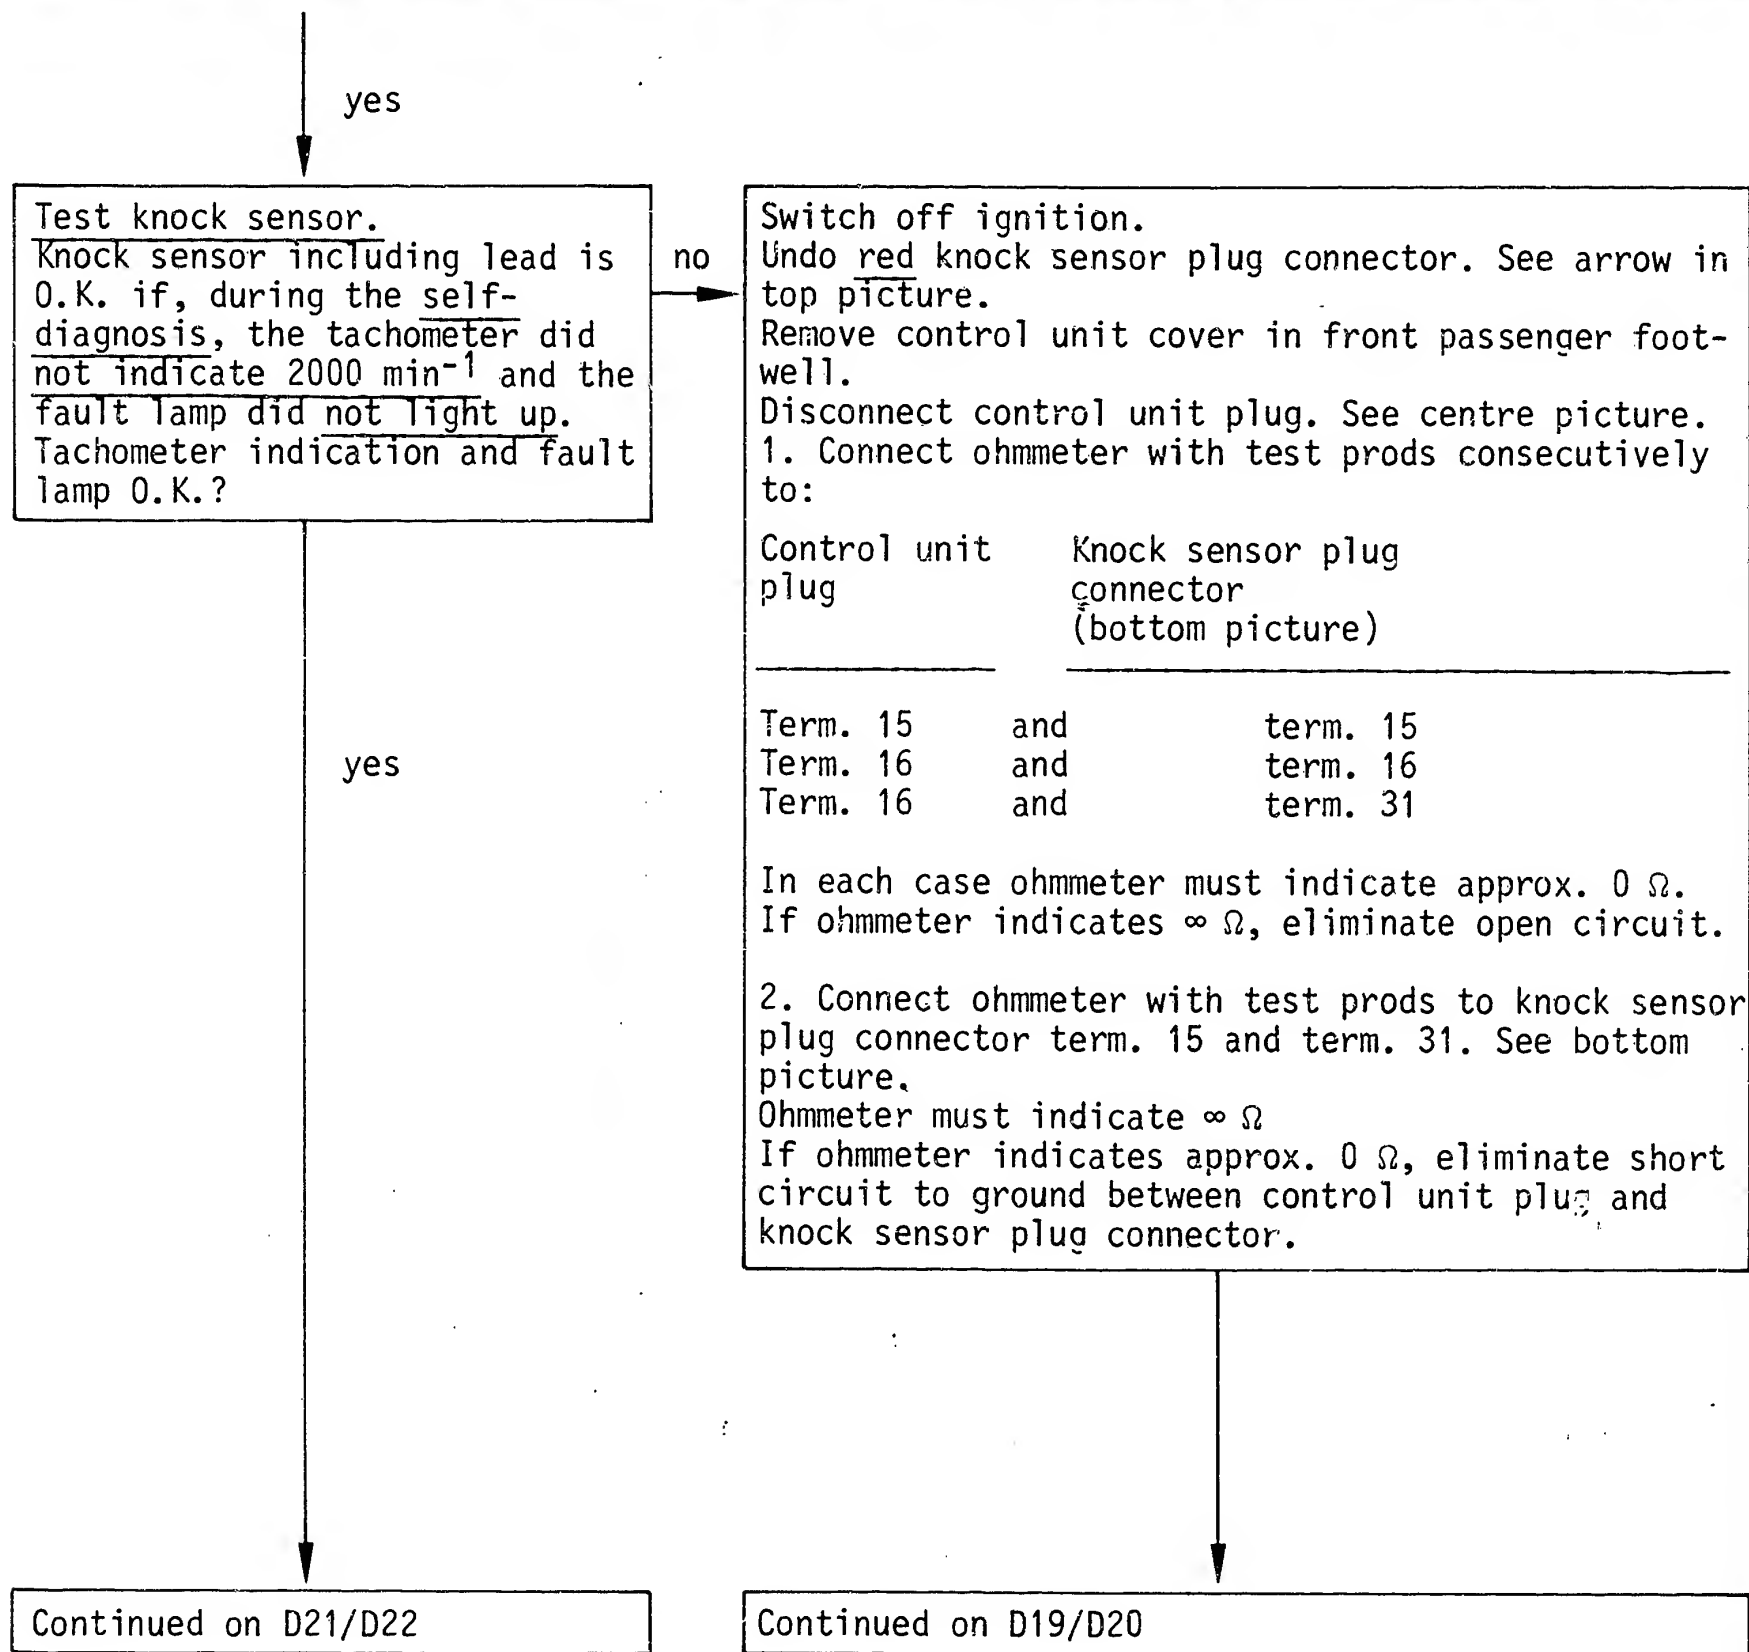 yes
Test knock sensor.
Knock sensor including lead is
O.K. if, during the self-
diagnosis, the tachometer did
not indicate 2000 min⁻¹ and the
fault lamp did not light up.
Tachometer indication and fault
lamp O.K.?
no
Switch off ignition.
Undo red knock sensor plug connector. See arrow in
top picture.
Remove control unit cover in front passenger foot-
well.
Disconnect control unit plug. See centre picture.
1. Connect ohmmeter with test prods consecutively
to:
Control unit Knock sensor plug
plug connector
(bottom picture)
Term. 15 and term. 15
Term. 16 and term. 16
Term. 16 and term. 31
In each case ohmmeter must indicate approx. 0 Ω.
If ohmmeter indicates ∞ Ω, eliminate open circuit.
2. Connect ohmmeter with test prods to knock sensor
plug connector term. 15 and term. 31. See bottom
picture.
Ohmmeter must indicate ∞ Ω
If ohmmeter indicates approx. 0 Ω, eliminate short
circuit to ground between control unit plug and
knock sensor plug connector.
yes
Continued on D21/D22
Continued on D19/D20